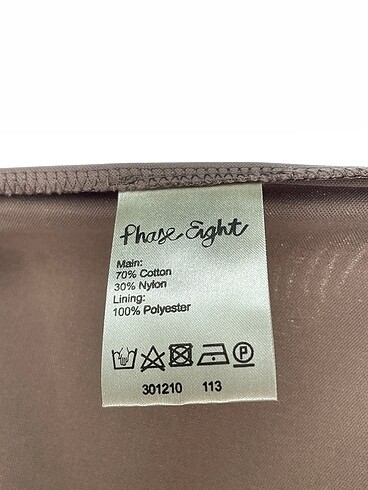 Phase Eight
Main:
70% Cotton
30% Nylon
Lining:
100% Polyester
P
301210 113